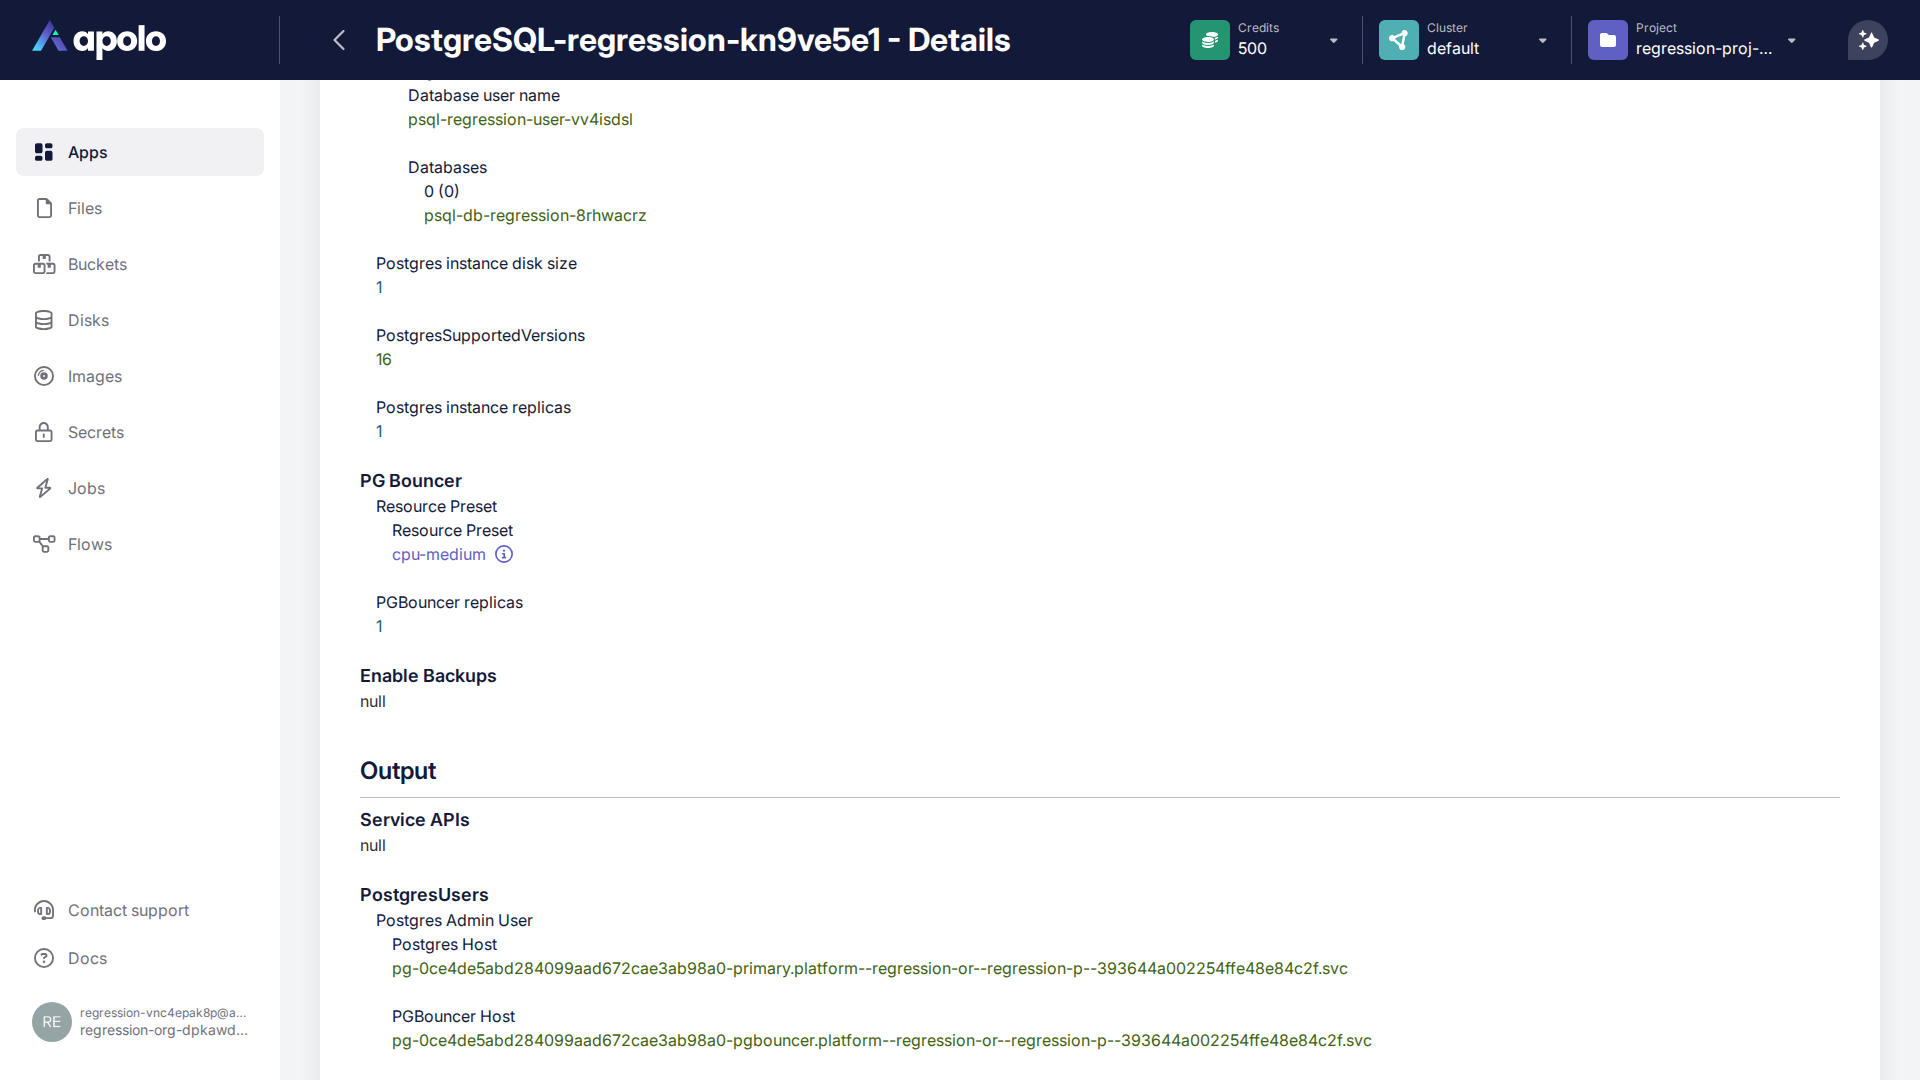 apolo
PostgreSQL-regression-kn9ve5e1 - Details
Credits
500
Cluster
default
Project
regression-proj-...
Apps
Files
Buckets
Disks
Images
Secrets
Jobs
Flows
Contact support
Docs
RE
regression-vnc4epak8p@a...
regression-org-dpkawd...
Database user name
psql-regression-user-vv4isdsl
Databases
0 (0)
psql-db-regression-8rhwacrz
Postgres instance disk size
1
PostgresSupportedVersions
16
Postgres instance replicas
1
PG Bouncer
Resource Preset
Resource Preset
cpu-medium
PGBouncer replicas
1
Enable Backups
null
Output
Service APIs
null
PostgresUsers
Postgres Admin User
Postgres Host
pg-0ce4de5abd284099aad672cae3ab98a0-primary.platform--regression-or--regression-p--393644a002254ffe48e84c2f.svc
PGBouncer Host
pg-0ce4de5abd284099aad672cae3ab98a0-pgbouncer.platform--regression-or--regression-p--393644a002254ffe48e84c2f.svc